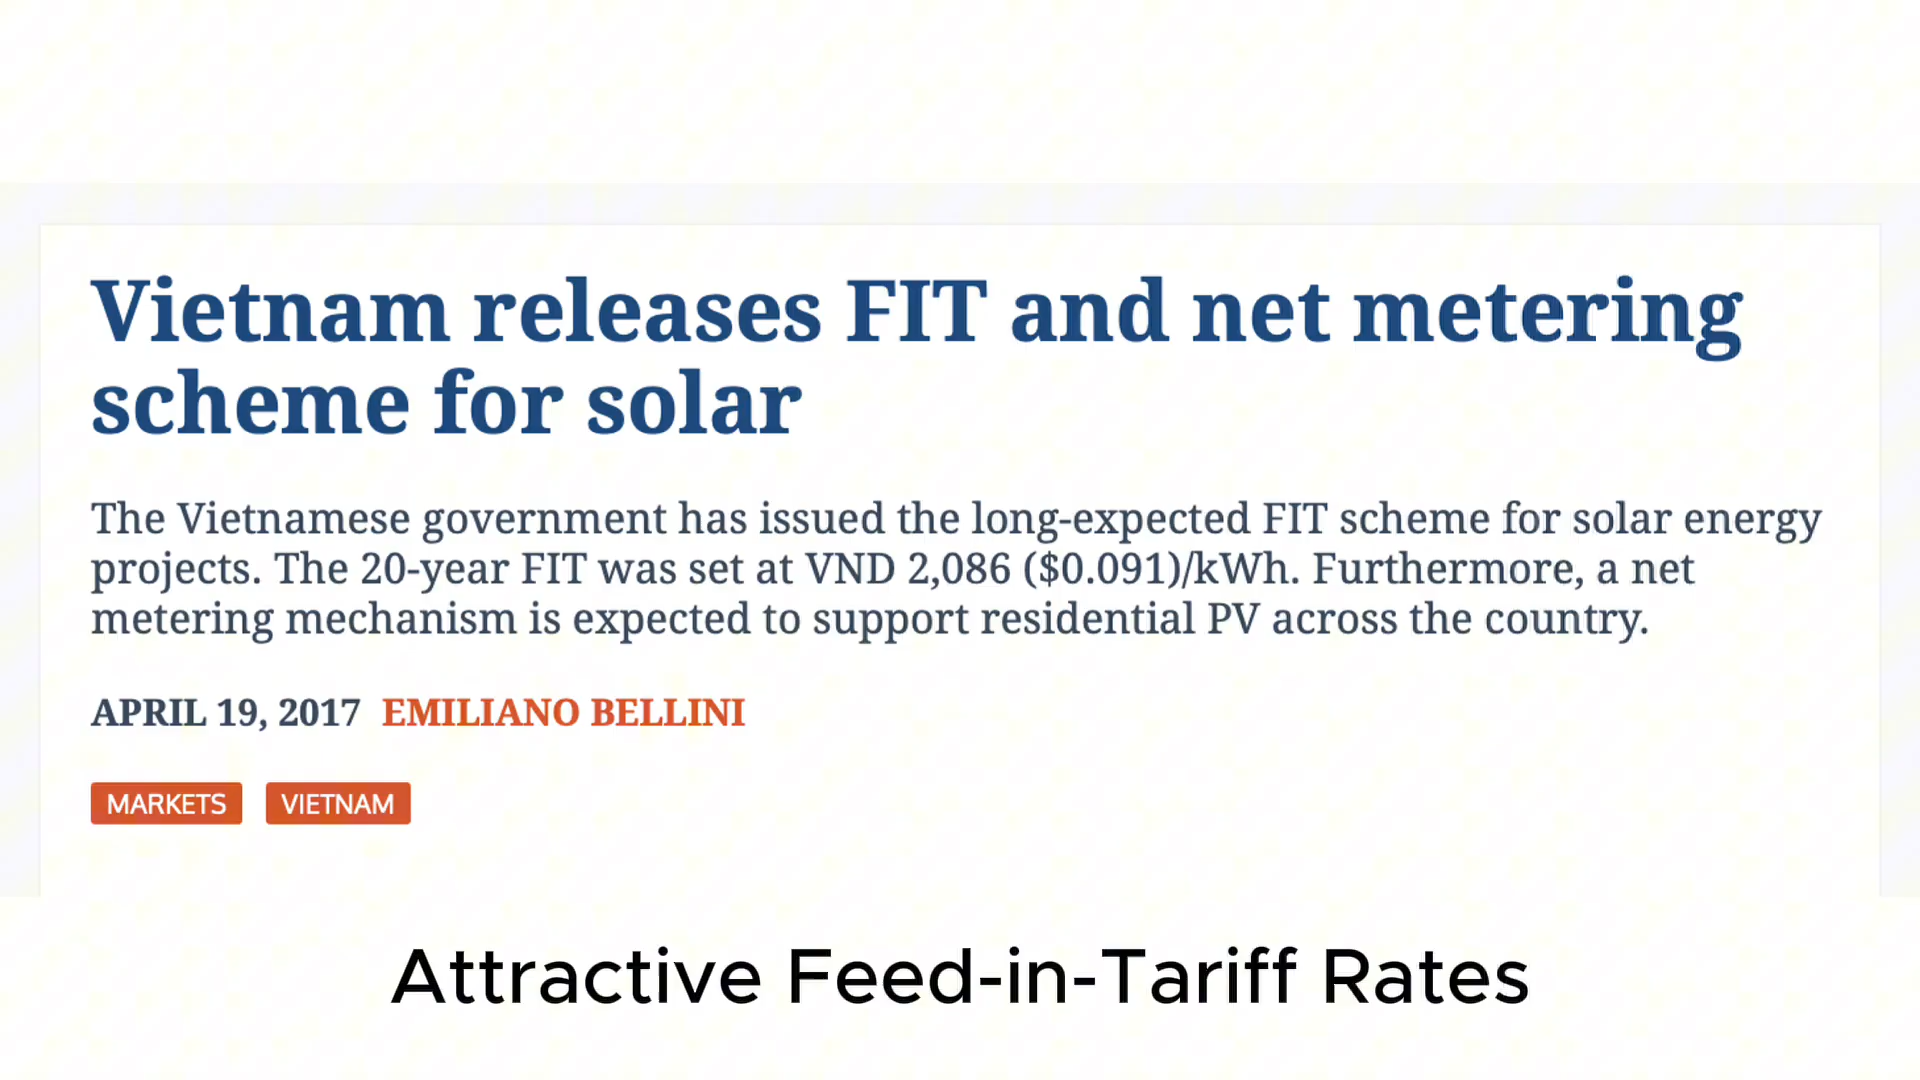 Vietnam releases FIT and net metering
scheme for solar
The Vietnamese government has issued the long-expected FIT scheme for solar energy
projects. The 20-year FIT was set at VND 2,086 ($0.091)/kWh. Furthermore, a net
metering mechanism is expected to support residential PV across the country.
APRIL 19, 2017 EMILIANO BELLINI
MARKETS VIETNAM
Attractive Feed-in-Tariff Rates